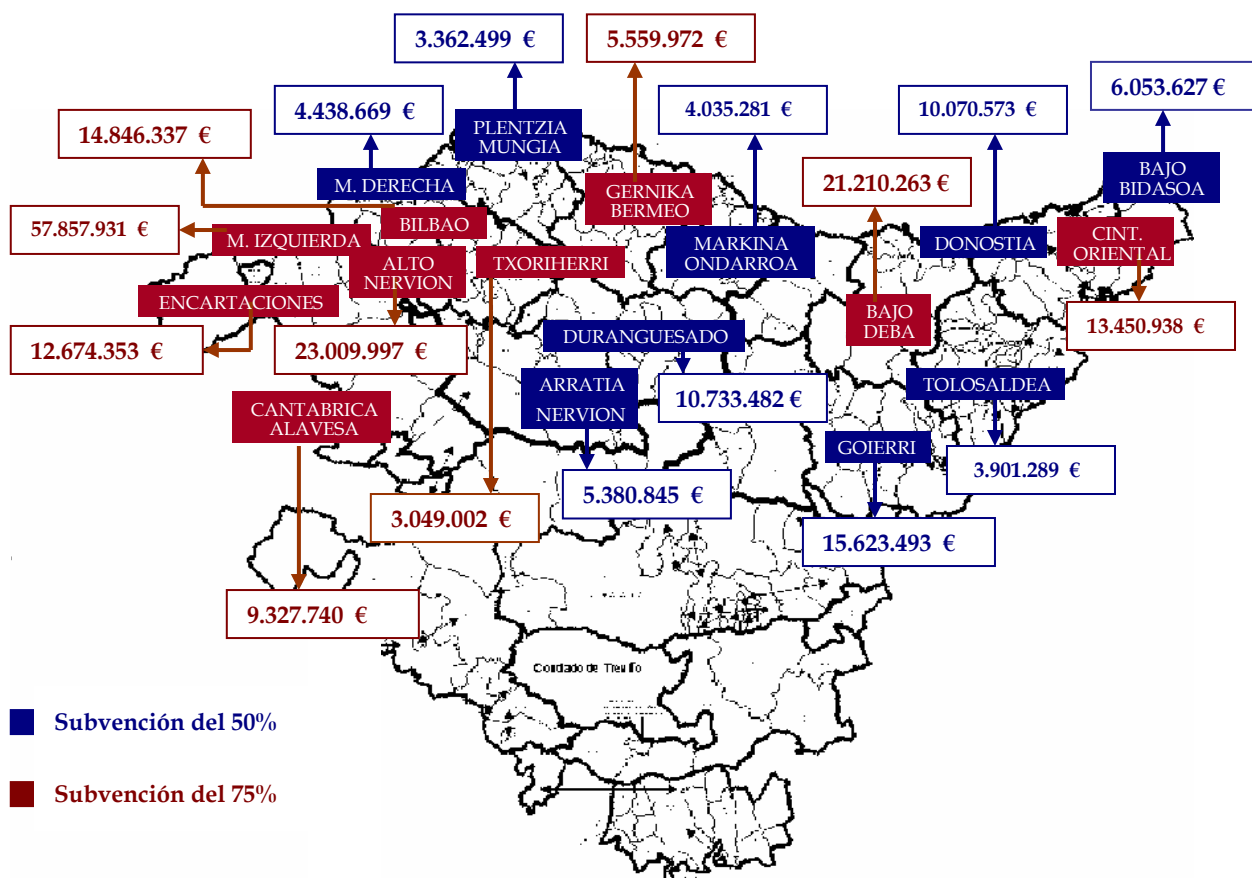 3.362.499 €
5.559.972 €
6.053.627 €
4.438.669 €
4.035.281 €
10.070.573 €
14.846.337 €
PLENTZIA
MUNGIA
BAJO
BIDASOA
M. DERECHA
GERNIKA
BERMEO
21.210.263 €
57.857.931 €
BILBAO
M. IZQUIERDA
MARKINA
ONDARROA
DONOSTIA
CINT.
ORIENTAL
ALTO
NERVION
TXORIHERRI
ENCARTACIONES
BAJO
DEBA
12.674.353 €
23.009.997 €
DURANGUESADO
13.450.938 €
ARRATIA
NERVION
10.733.482 €
TOLOSALDEA
CANTABRICA
ALAVESA
GOIERRI
3.901.289 €
5.380.845 €
3.049.002 €
15.623.493 €
9.327.740 €
Condado de Treviño
Subvención del 50%
Subvención del 75%